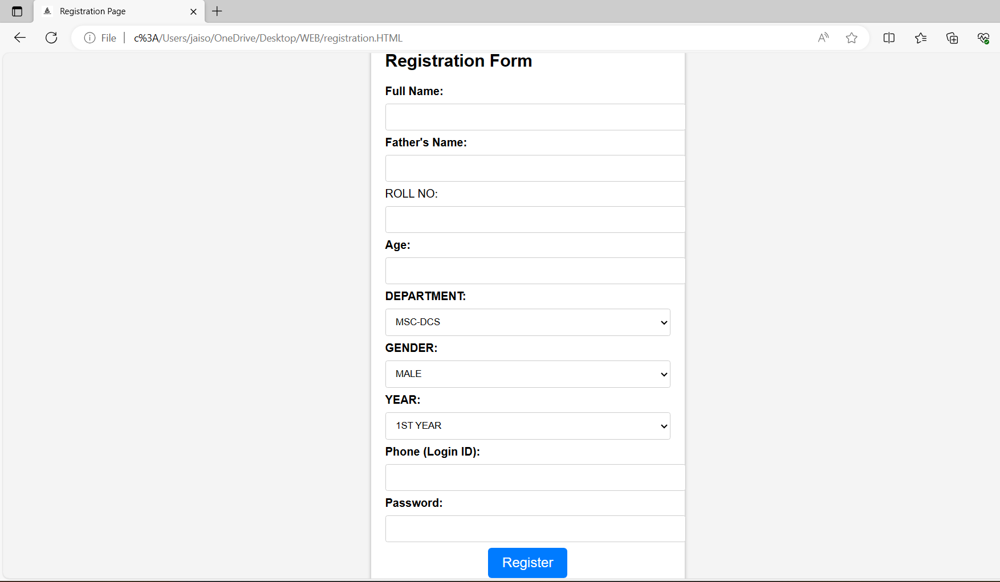 Registration Page
File c%3A/Users/jaiso/OneDrive/Desktop/WEB/registration.HTML
Registration Form
Full Name:
Father's Name:
ROLL NO:
Age:
DEPARTMENT:
MSC-DCS
GENDER:
MALE
YEAR:
1ST YEAR
Phone (Login ID):
Password:
Register